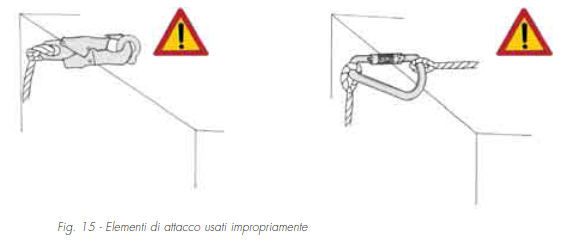 Fig. 15 - Elementi di attacco usati impropriamente